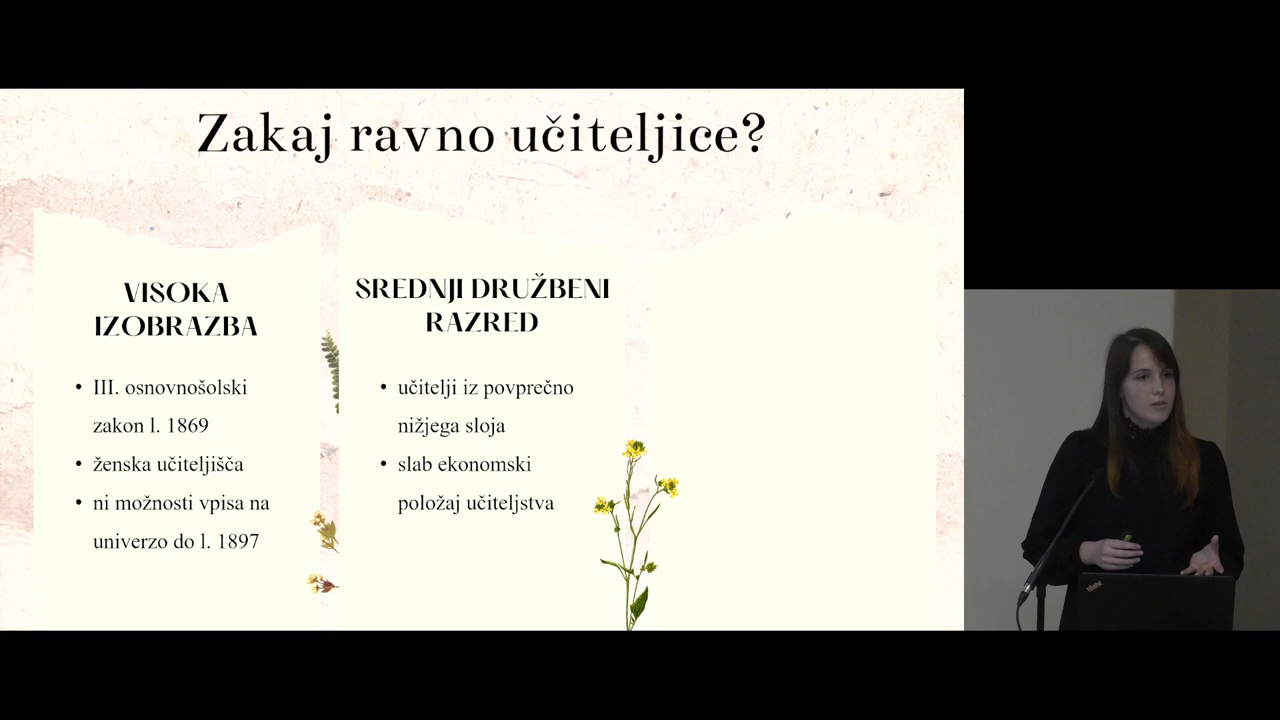 Zakaj ravno učiteljice?
VISOKA
IZOBRAZBA
• III. osnovnošolski
zakon l. 1869
• ženska učiteljišča
• ni možnosti vpisa na
univerzo do l. 1897
SREDNJI DRUŽBENI
RAZRED
• učitelji iz povprečno
nižjega sloja
• slab ekonomski
položaj učiteljstva